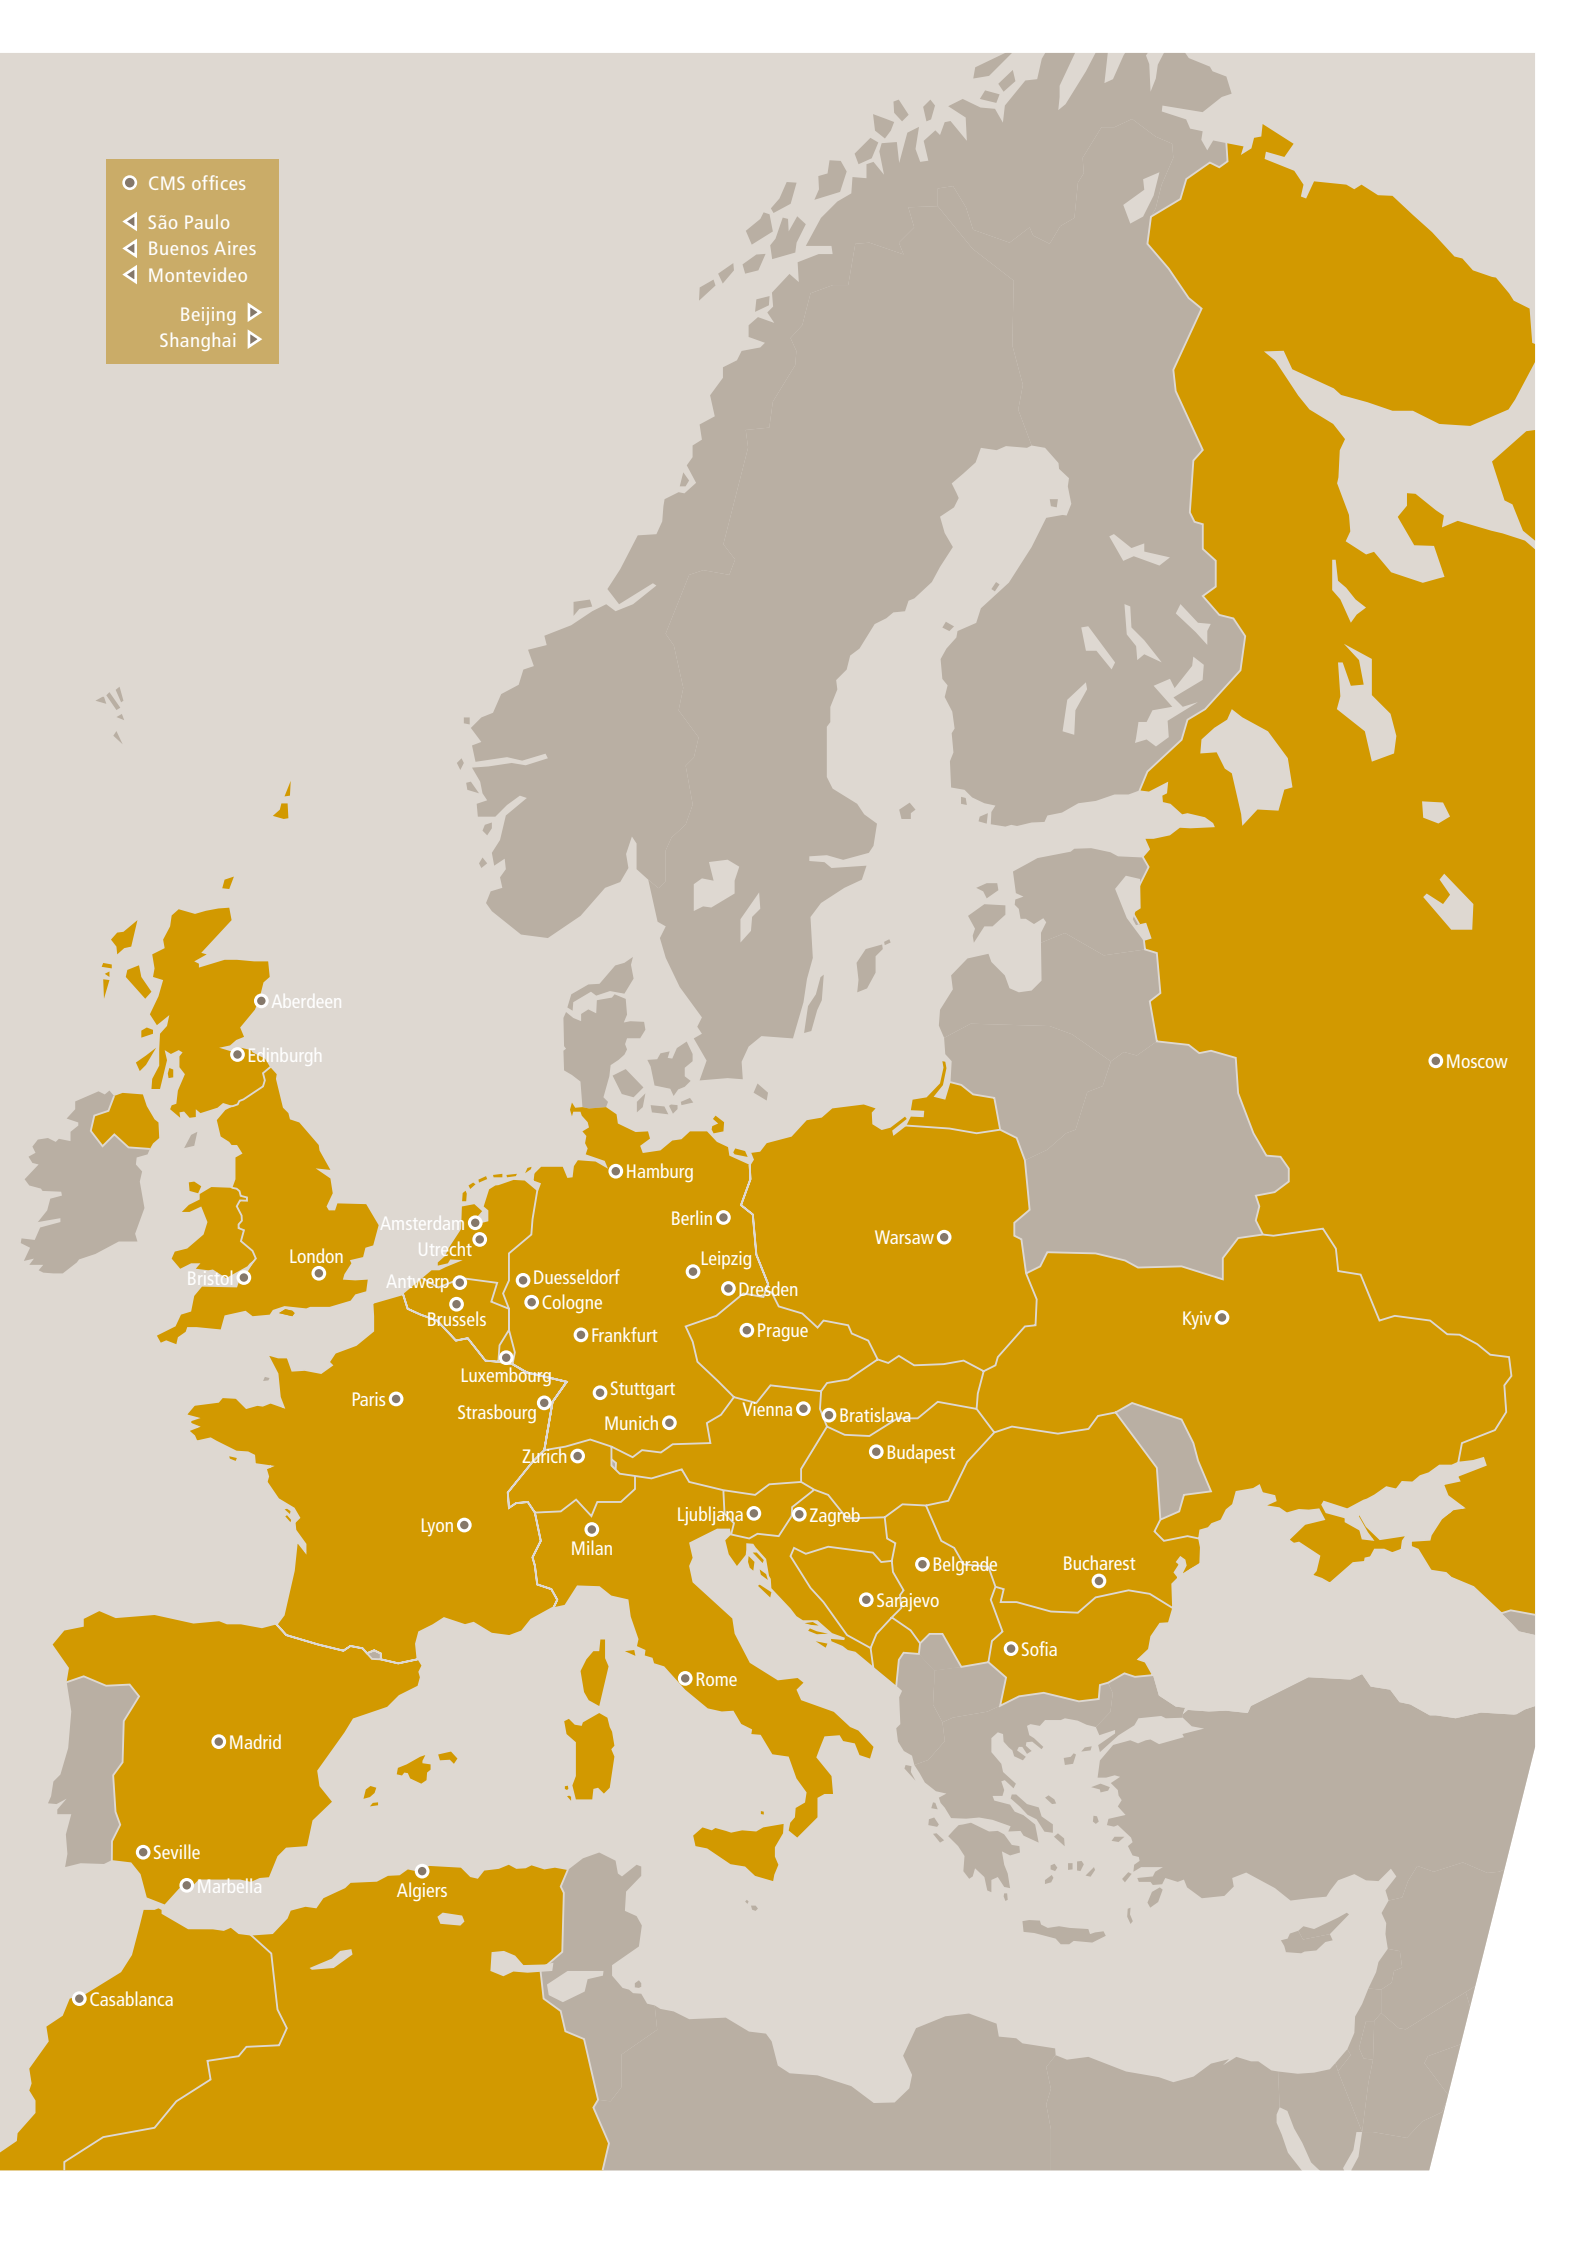 CMS offices
São Paulo
Buenos Aires
Montevideo
Beijing
Shanghai
Aberdeen
Edinburgh
Moscow
Hamburg
Berlin
Amsterdam
Warsaw
Utrecht
London
Leipzig
Bristol
Antwerp
Duesseldorf
Dresden
Cologne
Brussels
Kyiv
Frankfurt
Prague
Luxembourg
Stuttgart
Paris
Strasbourg
Vienna
Bratislava
Munich
Zurich
Budapest
Ljubljana
Zagreb
Lyon
Milan
Belgrade
Bucharest
Sarajevo
Sofia
Rome
Madrid
Seville
Marbella
Algiers
Casablanca